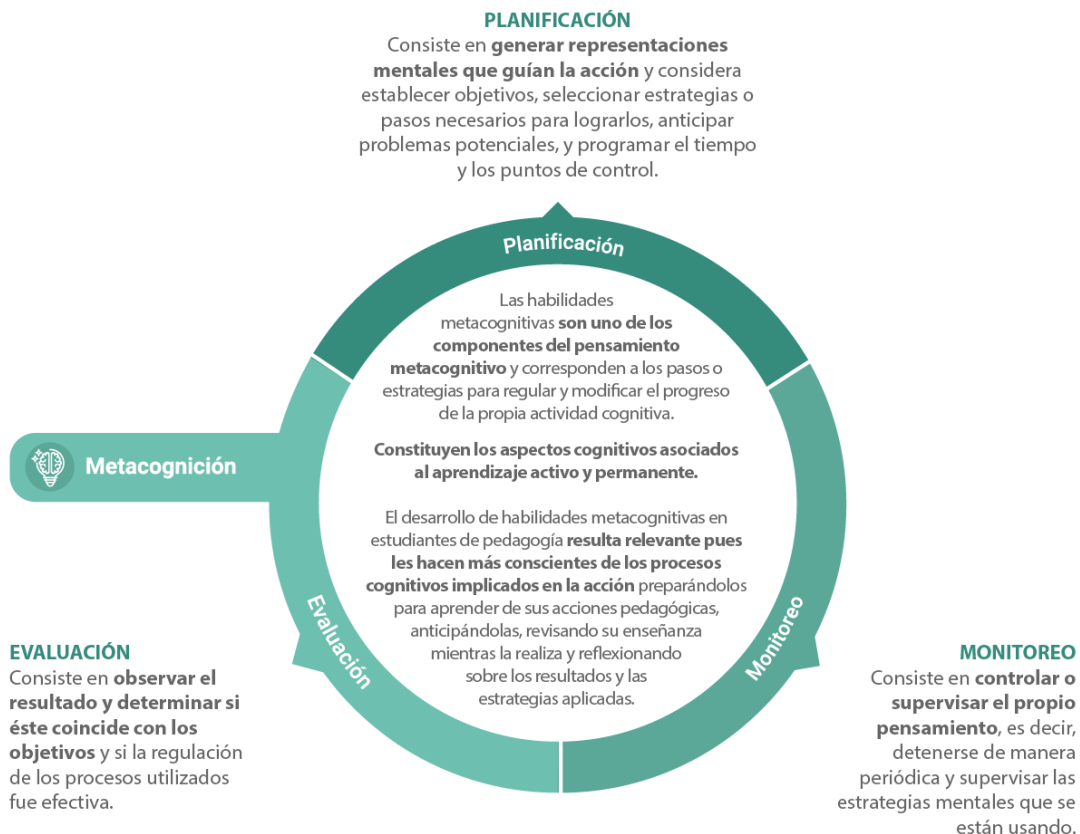 PLANIFICACIÓN
Consiste en generar representaciones
mentales que guían la acción y considera
establecer objetivos, seleccionar estrategias o
pasos necesarios para lograrlos, anticipar
problemas potenciales, y programar el tiempo
y los puntos de control.
Planificación
Las habilidades
metacognitivas son uno de los
componentes del pensamiento
metacognitivo y corresponden a los pasos o
estrategias para regular y modificar el progreso
de la propia actividad cognitiva.
Constituyen los aspectos cognitivos asociados
al aprendizaje activo y permanente.
El desarrollo de habilidades metacognitivas en
estudiantes de pedagogía resulta relevante pues
les hacen más conscientes de los procesos
cognitivos implicados en la acción preparándolos
para aprender de sus acciones pedagógicas,
anticipándolas, revisando su enseñanza
mientras la realiza y reflexionando
sobre los resultados y las
estrategias aplicadas.
Metacognición
Evaluación
Monitoreo
EVALUACIÓN
Consiste en observar el
resultado y determinar si
éste coincide con los
objetivos y si la regulación
de los procesos utilizados
fue efectiva.
MONITOREO
Consiste en controlar o
supervisar el propio
pensamiento, es decir,
detenerse de manera
periódica y supervisar las
estrategias mentales que se
están usando.